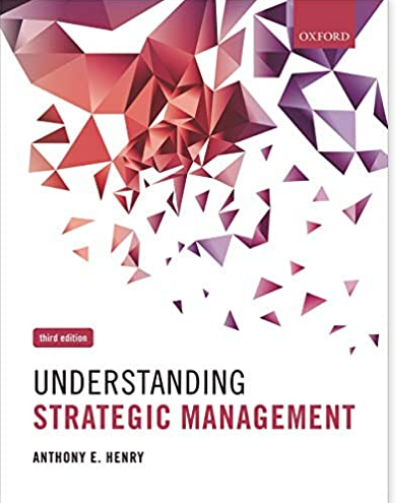 OXFORD
third edition
UNDERSTANDING
STRATEGIC MANAGEMENT
ANTHONY E. HENRY